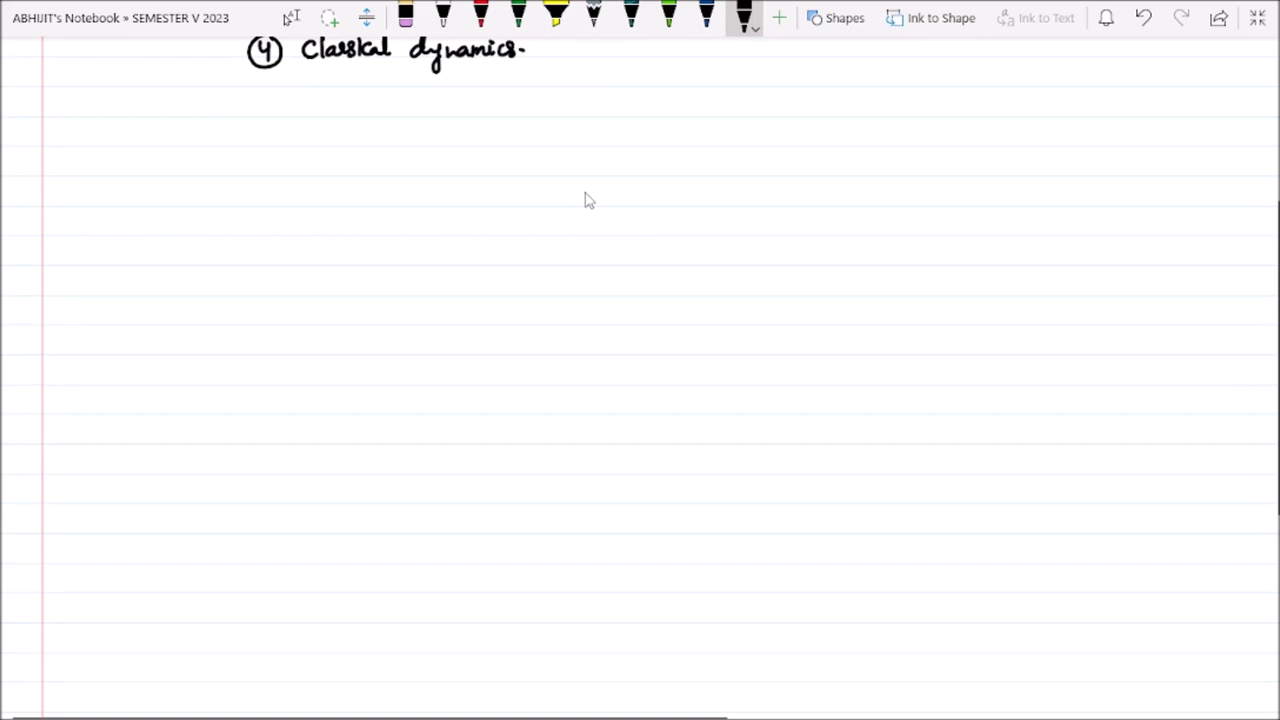 ABHIJIT's Notebook » SEMESTER V 2023
Shapes
Ink to Shape
Ink to Text
④ Classical dynamics.